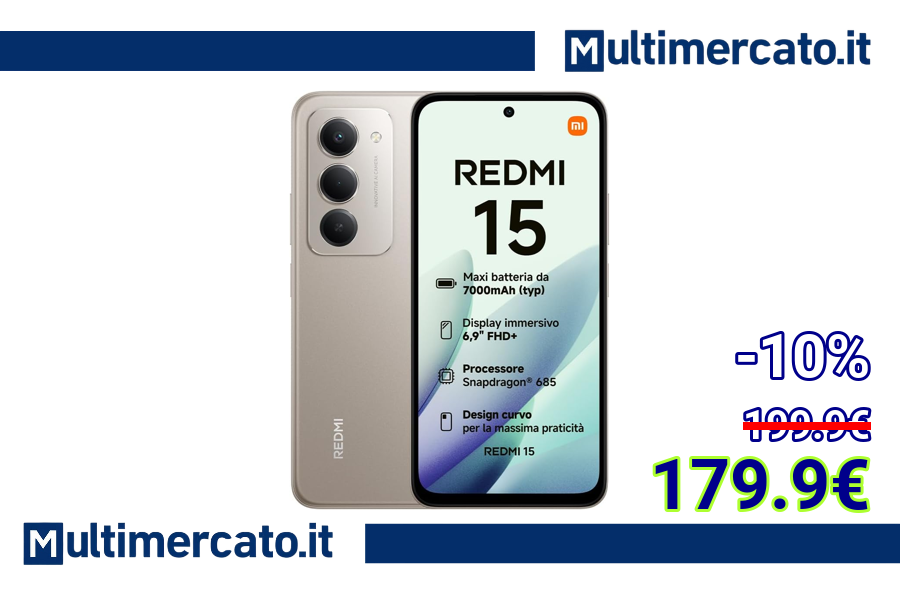 Multimercato.it
REDMI
15
Maxi batteria da
7000mAh (typ)
Display immersivo
6,9" FHD+
Processore
Snapdragon® 685
Design curvo
per la massima praticità
REDMI 15
REDMI
-10%
199.9€
179.9€
Multimercato.it